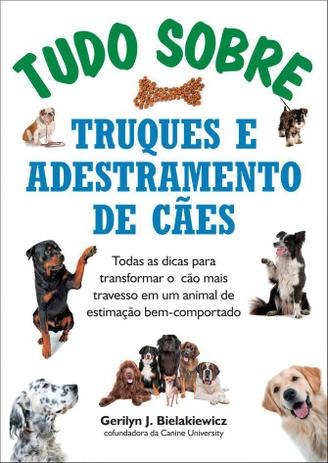 TUDO SOBRE
TRUQUES E
ADESTRAMENTO
DE CÃES
Todas as dicas para
transformar o cão mais
travesso em um animal de
estimação bem-comportado
Gerilyn J. Bielakiewicz
cofundadora da Canine University